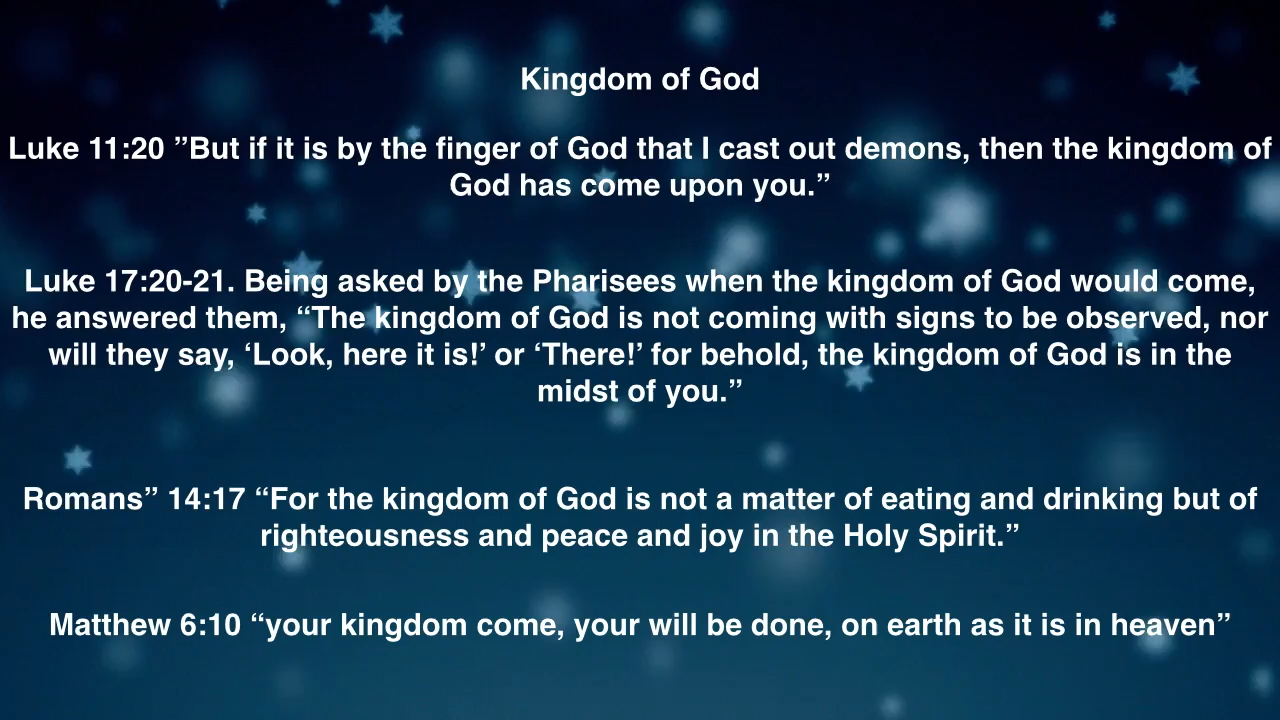 Kingdom of God
Luke 11:20 ”But if it is by the finger of God that I cast out demons, then the kingdom of
God has come upon you.”
Luke 17:20-21. Being asked by the Pharisees when the kingdom of God would come,
he answered them, “The kingdom of God is not coming with signs to be observed, nor
will they say, ‘Look, here it is!’ or ‘There!’ for behold, the kingdom of God is in the
midst of you.”
Romans” 14:17 “For the kingdom of God is not a matter of eating and drinking but of
righteousness and peace and joy in the Holy Spirit.”
Matthew 6:10 “your kingdom come, your will be done, on earth as it is in heaven”